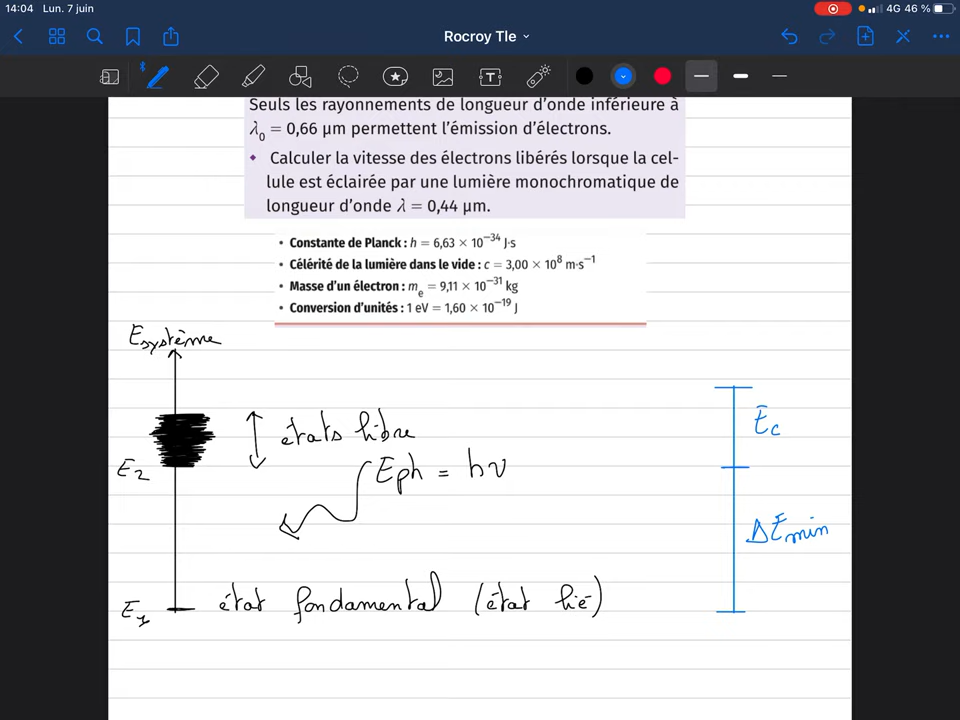 14:04 Lun. 7 juin
4G 46 %
Rocroy Tle
Seuls les rayonnements de longueur d'onde inférieure à
λ₀ = 0,66 µm permettent l'émission d'électrons.
• Calculer la vitesse des électrons libérés lorsque la cel-
lule est éclairée par une lumière monochromatique de
longueur d'onde λ = 0,44 µm.
• Constante de Planck : h = 6,63 × 10⁻³⁴ J·s
• Célérité de la lumière dans le vide : c = 3,00 × 10⁸ m·s⁻¹
• Masse d'un électron : mₑ = 9,11 × 10⁻³¹ kg
• Conversion d'unités : 1 eV = 1,60 × 10⁻¹⁹ J
Esystème
états libre
Ec
E2
Eph = hν
ΔEmin
E1
état fondamental (état lié)